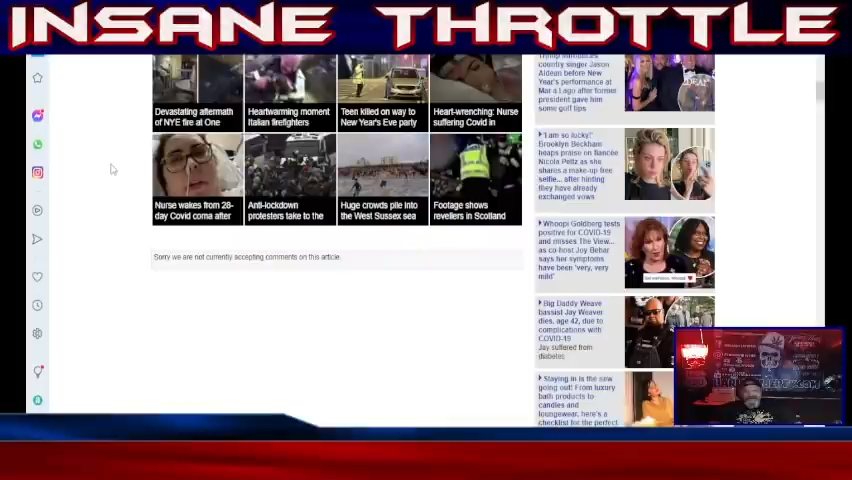 INSANE THROTTLE
Devastating aftermath
of NYE fire at One
Heartwarming moment
Italian firefighters
Teen killed on way to
New Year's Eve party
Heart-wrenching: Nurse
suffering Covid in
Nurse wakes from 28-
day Covid coma after
Anti-lockdown
protesters take to the
Huge crowds pile into
the West Sussex sea
Footage shows
revellers in Scotland
Sorry we are not currently accepting comments on this article.
country singer Jason
Aldean before New
Year's performance at
Mar a Lago after former
president gave him
some golf tips
'I am so lucky!'
Brooklyn Beckham
heaps praise on fiancée
Nicola Peltz as she
shares a make-up free
selfie... after hinting
they have already
exchanged vows
Whoopi Goldberg tests
positive for COVID-19
and misses The View...
as co-host Joy Behar
says her symptoms
have been 'very, very
mild'
Big Daddy Weave
bassist Jay Weaver
dies, age 42, due to
complications with
COVID-19
Jay suffered from
diabetes
Staying in is the new
going out! From luxury
bath products to
candles and
loungewear, here's a
checklist for the perfect